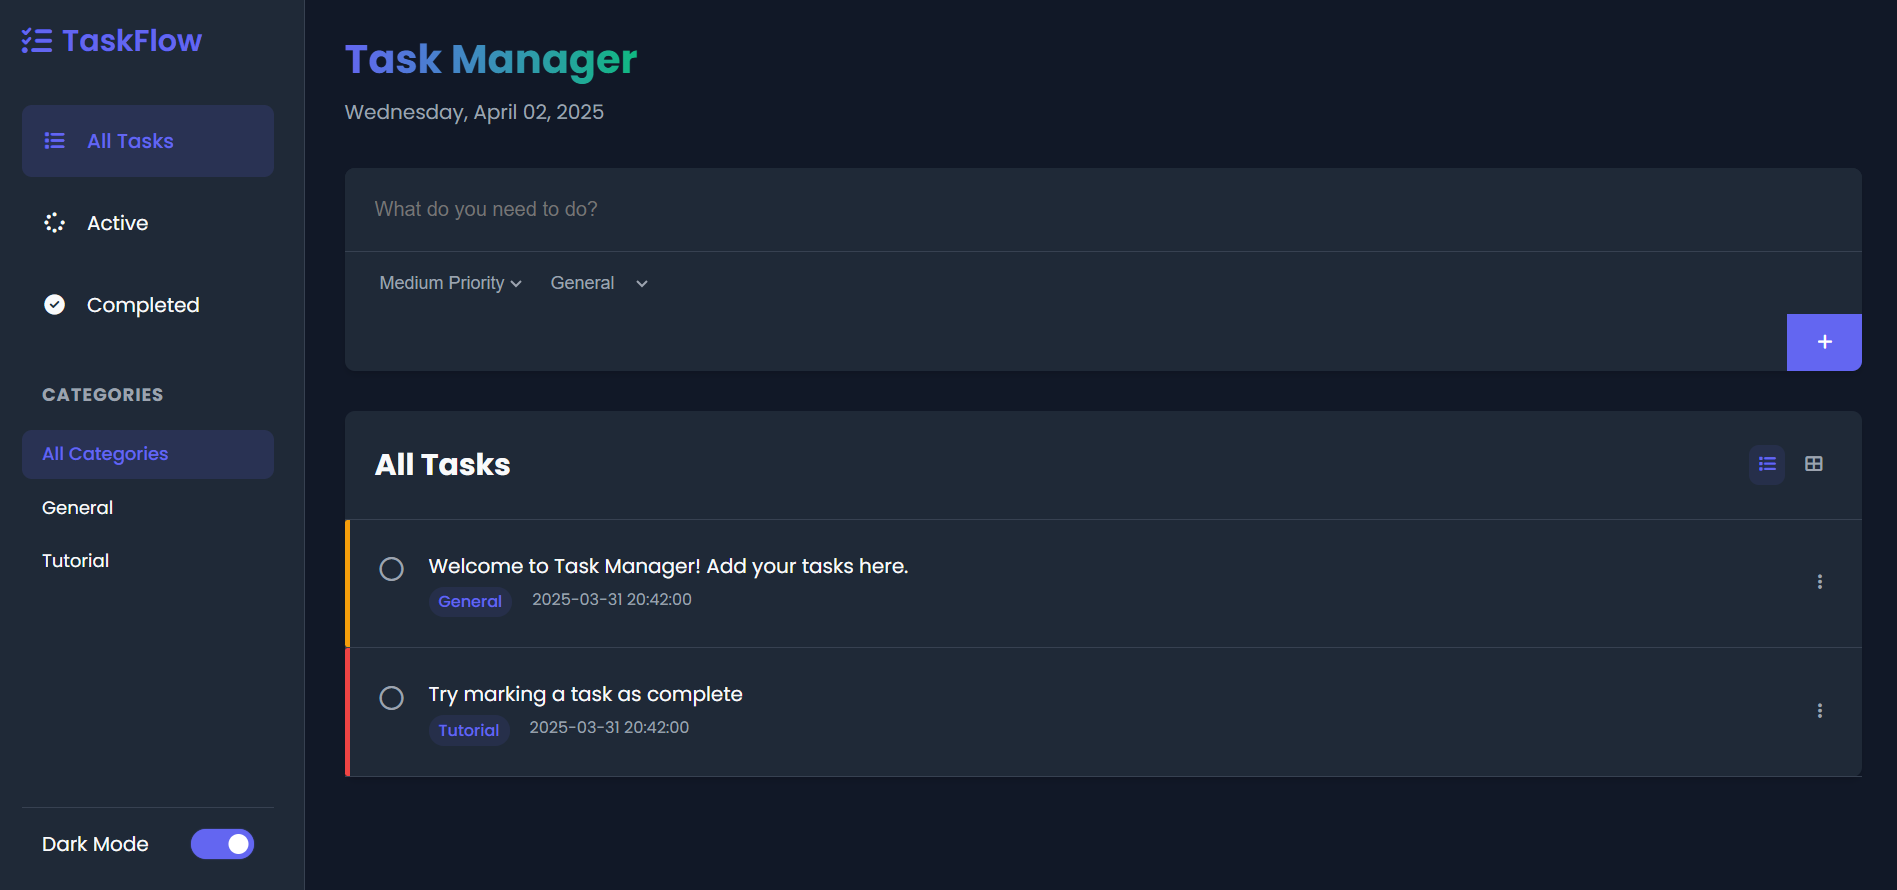 TaskFlow
All Tasks
Active
Completed
CATEGORIES
All Categories
General
Tutorial
Dark Mode
Task Manager
Wednesday, April 02, 2025
What do you need to do?
Medium Priority General
+
All Tasks
Welcome to Task Manager! Add your tasks here.
General 2025-03-31 20:42:00
Try marking a task as complete
Tutorial 2025-03-31 20:42:00